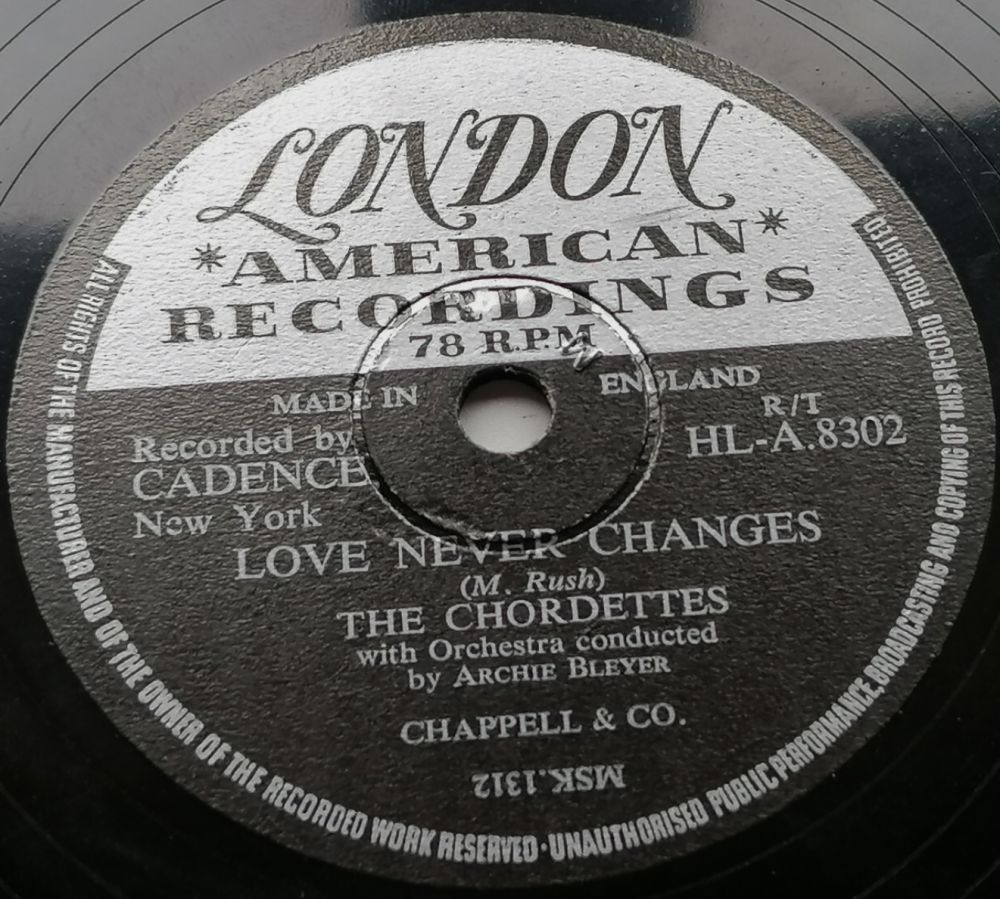 LONDON
*AMERICAN*
RECORDINGS
78 R.P.M
MADE IN ENGLAND
R/T
Recorded by
HL-A.8302
CADENCE
New York
LOVE NEVER CHANGES
(M. Rush)
THE CHORDETTES
with Orchestra conducted
by ARCHIE BLEYER
CHAPPELL & CO.
MSK.1312
ALL RIGHTS OF THE MANUFACTURER AND OF THE OWNER OF THE RECORDED WORK RESERVED·UNAUTHORISED PUBLIC PERFORMANCE, BROADCASTING AND COPYING OF THIS RECORD PROHIBITED